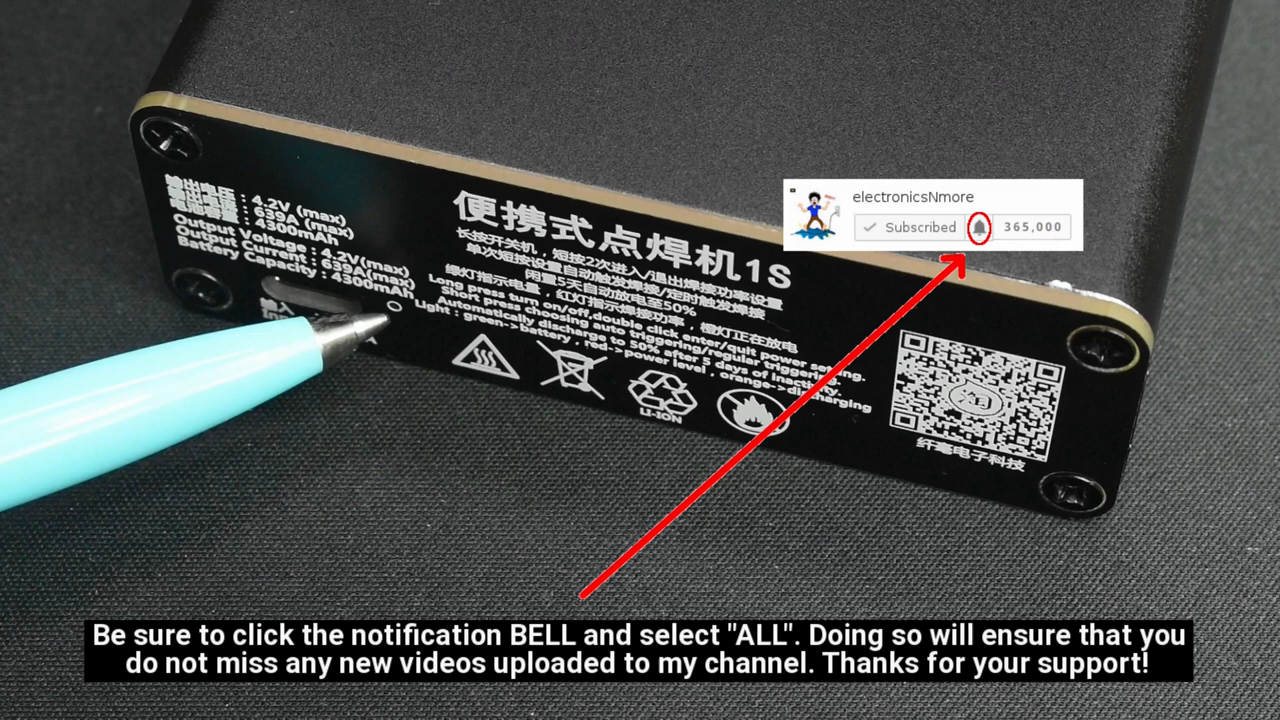 输出电压 : 4.2V (max)
输出电流 : 639A (max)
电池容量 : 4300mAh
Output Voltage : 4.2V(max)
Output Current : 639A(max)
Battery Capacity : 4300mAh
输入
便携式点焊机1S
长按开关机，短按2次进入/退出焊接功率设置
单次短按设置自动触发焊接/定时触发焊接
闲置5天自动放电至50%
绿灯指示电量，红灯指示焊接功率，橙灯正在放电
Long press turn on/off,double click enter/quit power setting.
Short press choosing auto triggering/regular triggering.
Automatically discharge to 50% after 5 days of inactivity.
Light : green->battery , red->power level , orange->discharging
LI-ION
淘
纤毫电子科技
electronicsNmore
Subscribed
365,000
Be sure to click the notification BELL and select "ALL". Doing so will ensure that you
do not miss any new videos uploaded to my channel. Thanks for your support!